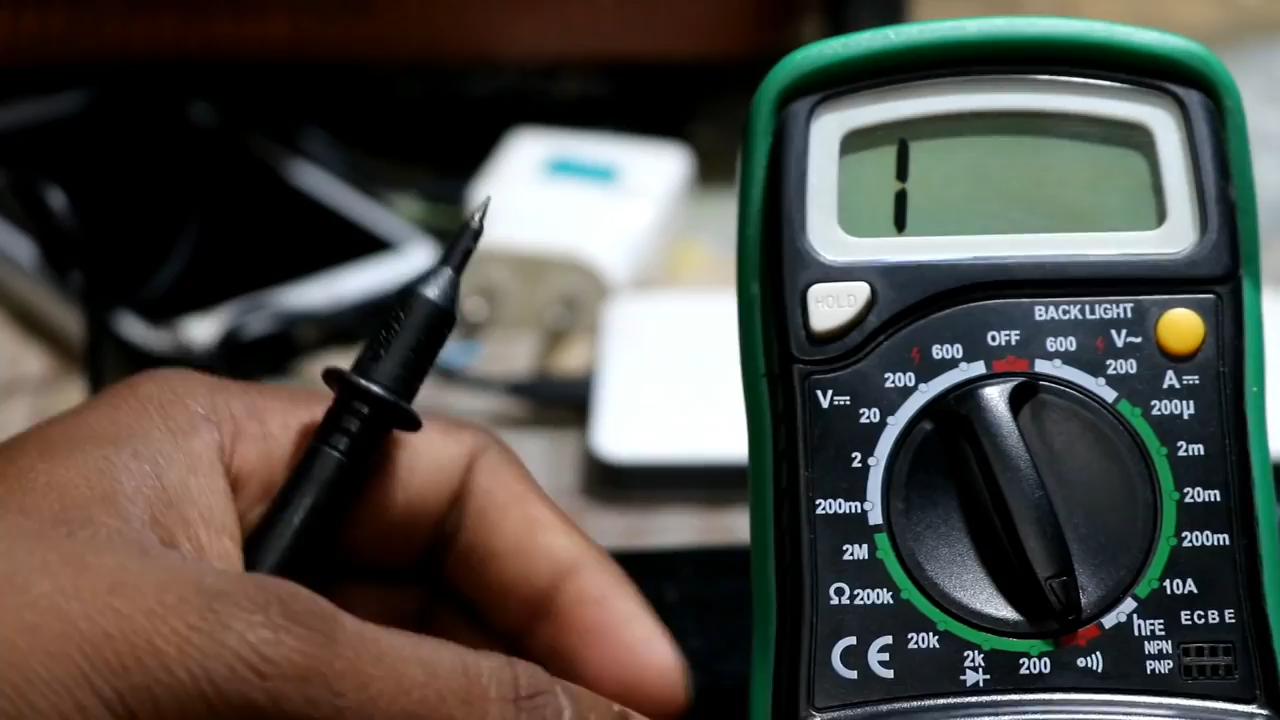 1
HOLD
BACK LIGHT
OFF
600
600
V~
200
200
V⎓
A⎓
20
200µ
2
2m
200m
20m
2M
200m
Ω
200k
10A
20k
hFE
E C B E
2k
200
NPN
PNP
CE